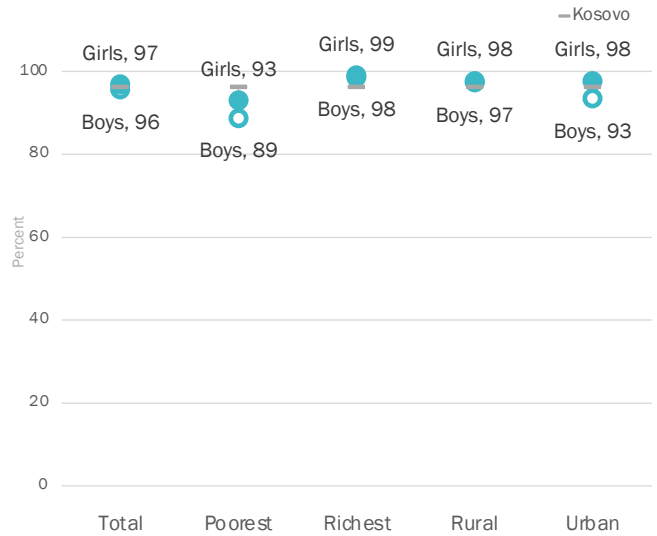 Kosovo
Girls, 97
Girls, 93
Girls, 99
Girls, 98
Girls, 98
Boys, 96
Boys, 89
Boys, 98
Boys, 97
Boys, 93
Percent
100
80
60
40
20
0
Total
Poorest
Richest
Rural
Urban